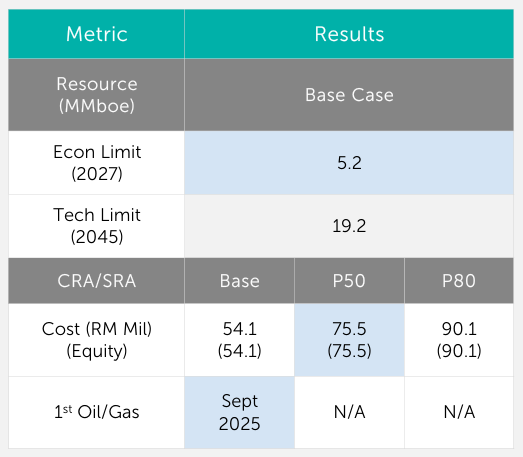 Metric Results
Resource
(MMboe)
Base Case
Econ Limit
(2027)
5.2
Tech Limit
(2045)
19.2
CRA/SRA Base P50 P80
Cost (RM Mil) 54.1 75.5 90.1
(Equity) (54.1) (75.5) (90.1)
1st Oil/Gas
Sept
2025
N/A N/A